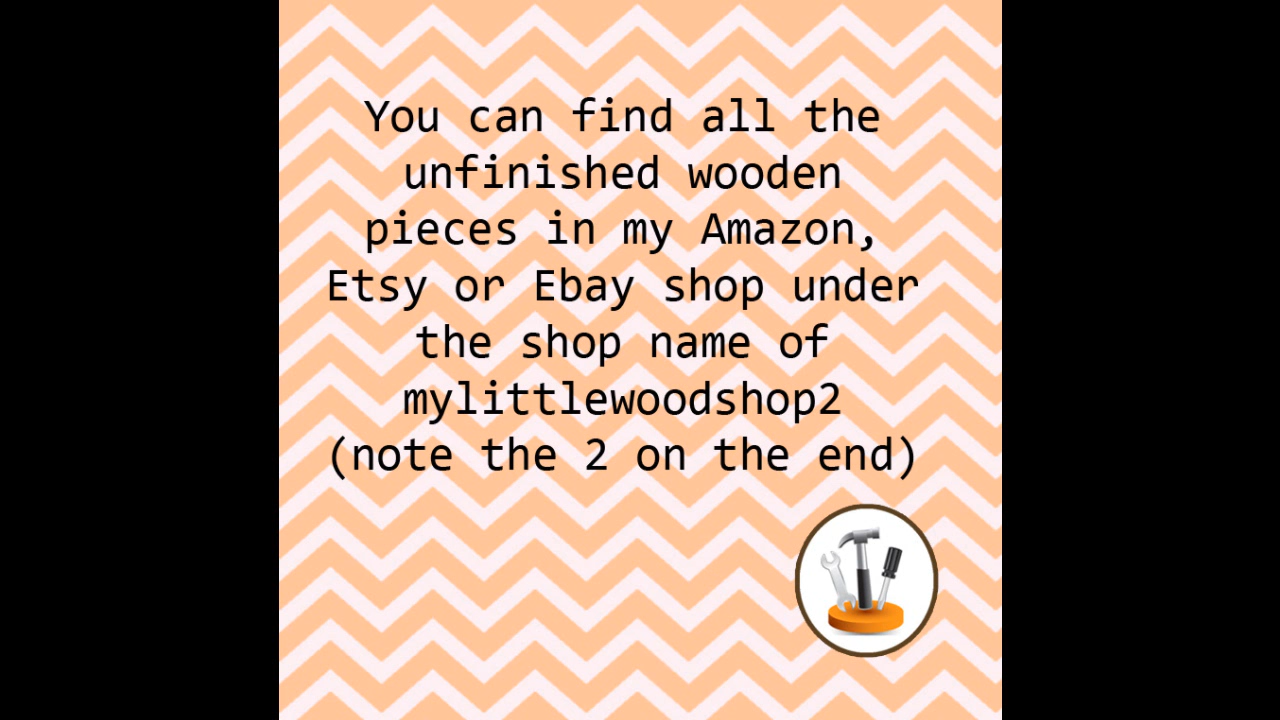 You can find all the
unfinished wooden
pieces in my Amazon,
Etsy or Ebay shop under
the shop name of
mylittlewoodshop2
(note the 2 on the end)